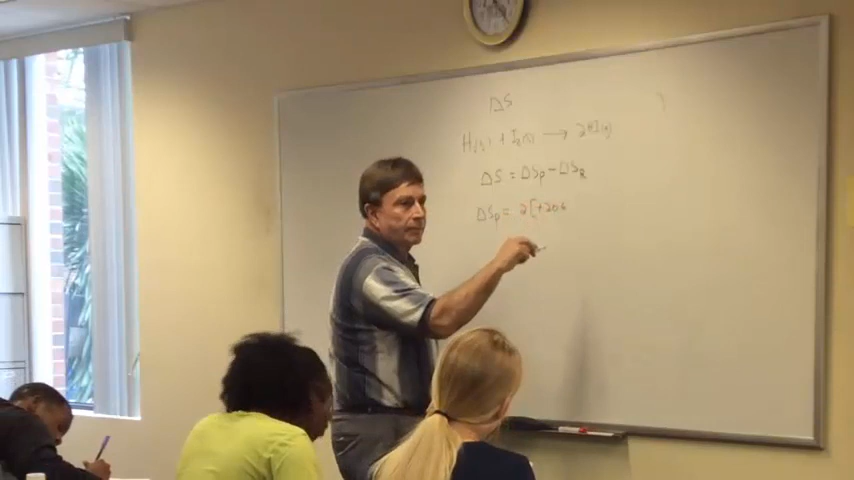 ΔS
H₂(g) + I₂(s) → 2HI(g)
ΔS = ΔSP - ΔSR
ΔSP = 2[+206